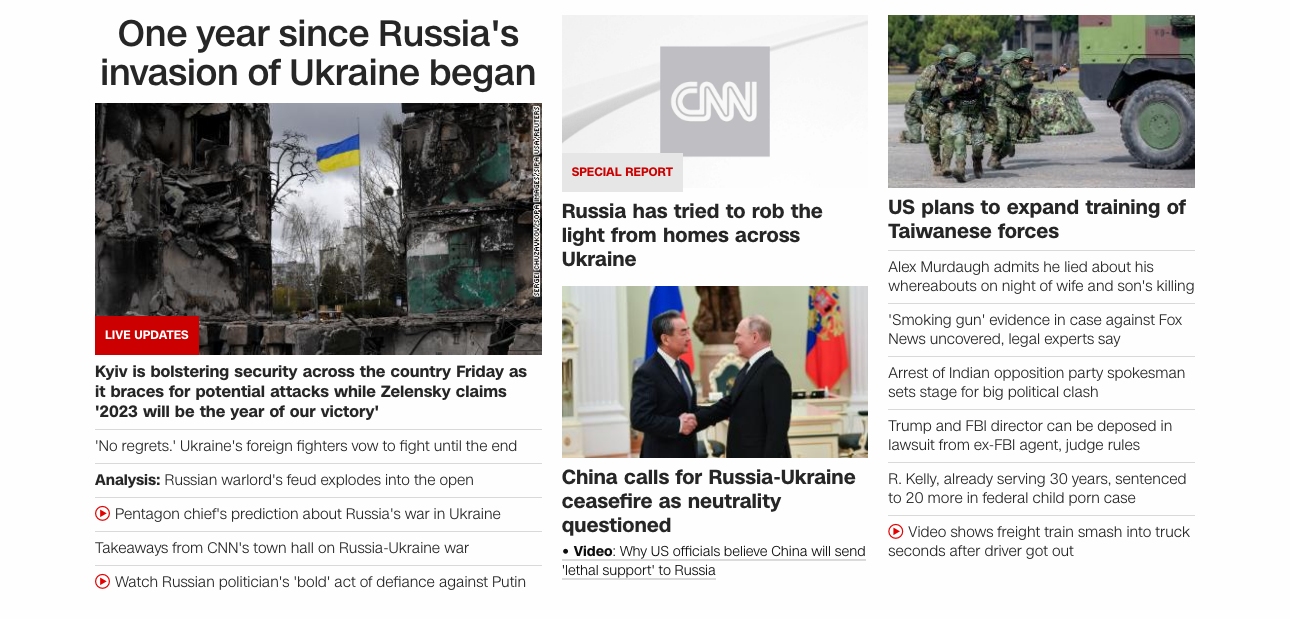 One year since Russia's
invasion of Ukraine began
SERGEI CHUZAVKOV/SOPA IMAGES/SIPA USA/REUTERS
LIVE UPDATES
Kyiv is bolstering security across the country Friday as
it braces for potential attacks while Zelensky claims
'2023 will be the year of our victory'
'No regrets.' Ukraine's foreign fighters vow to fight until the end
Analysis: Russian warlord's feud explodes into the open
Pentagon chief's prediction about Russia's war in Ukraine
Takeaways from CNN's town hall on Russia-Ukraine war
Watch Russian politician's 'bold' act of defiance against Putin
CNN
SPECIAL REPORT
Russia has tried to rob the
light from homes across
Ukraine
China calls for Russia-Ukraine
ceasefire as neutrality
questioned
• Video: Why US officials believe China will send
'lethal support' to Russia
US plans to expand training of
Taiwanese forces
Alex Murdaugh admits he lied about his
whereabouts on night of wife and son's killing
'Smoking gun' evidence in case against Fox
News uncovered, legal experts say
Arrest of Indian opposition party spokesman
sets stage for big political clash
Trump and FBI director can be deposed in
lawsuit from ex-FBI agent, judge rules
R. Kelly, already serving 30 years, sentenced
to 20 more in federal child porn case
Video shows freight train smash into truck
seconds after driver got out